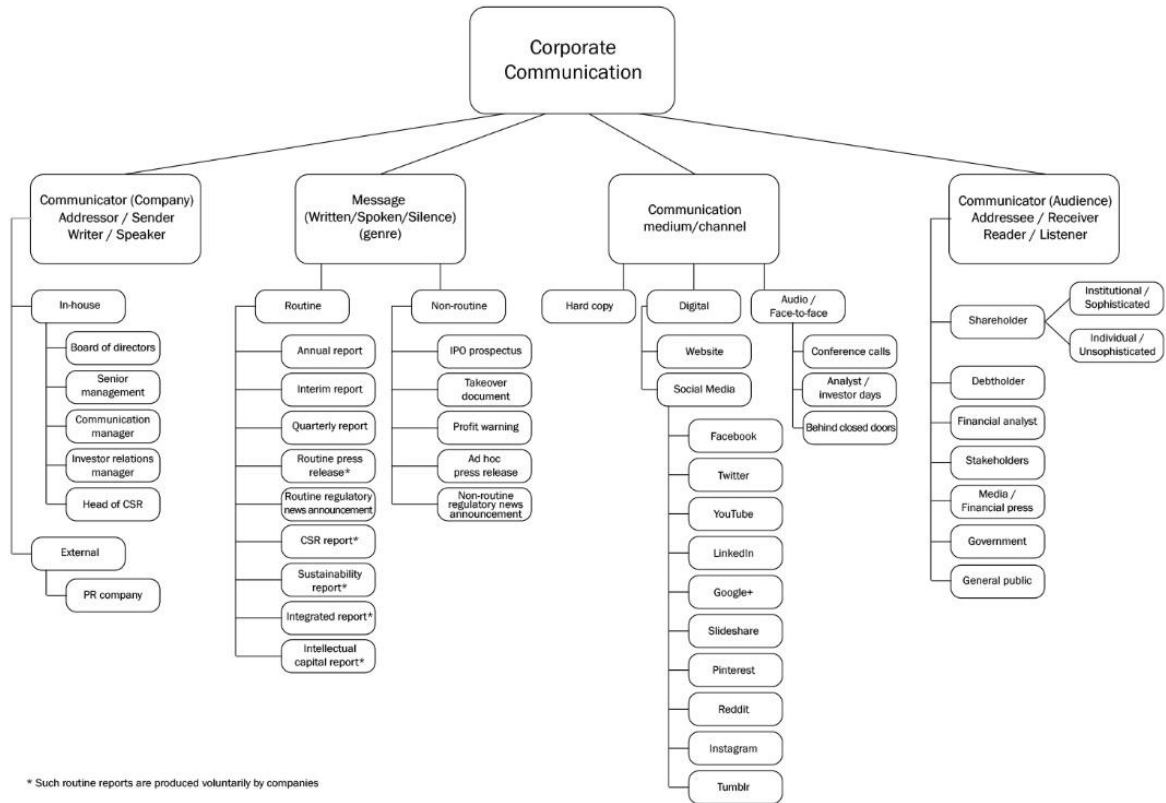 Corporate
Communication
Communicator (Company)
Addressor / Sender
Writer / Speaker
In-house
Board of directors
Senior
management
Communication
manager
Investor relations
manager
Head of CSR
External
PR company
Message
(Written/Spoken/Silence)
(genre)
Routine
Annual report
Interim report
Quarterly report
Routine press
release*
Routine regulatory
news announcement
CSR report*
Sustainability
report*
Integrated report*
Intellectual
capital report*
Non-routine
IPO prospectus
Takeover
document
Profit warning
Ad hoc
press release
Non-routine
regulatory news
announcement
Communication
medium/channel
Hard copy
Digital
Website
Social Media
Facebook
Twitter
YouTube
LinkedIn
Google+
Slideshare
Pinterest
Reddit
Instagram
Tumblr
Audio /
Face-to-face
Conference calls
Analyst /
investor days
Behind closed doors
Communicator (Audience)
Addressee / Receiver
Reader / Listener
Shareholder
Institutional /
Sophisticated
Individual /
Unsophisticated
Debtholder
Financial analyst
Stakeholders
Media /
Financial press
Government
General public
* Such routine reports are produced voluntarily by companies